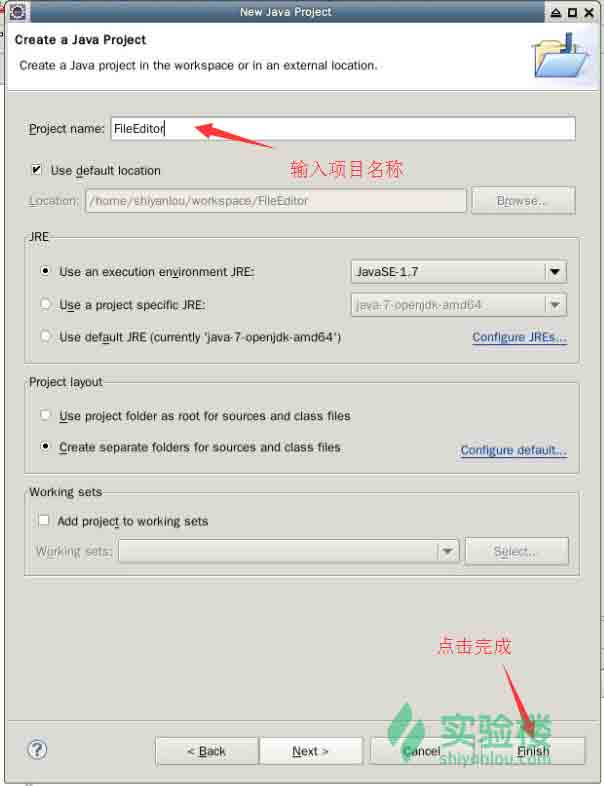 New Java Project
Create a Java Project
Create a Java project in the workspace or in an external location.
Project name: FileEditor
输入项目名称
Use default location
Location: /home/shiyanlou/workspace/FileEditor Browse...
JRE
Use an execution environment JRE: JavaSE-1.7
Use a project specific JRE: java-7-openjdk-amd64
Use default JRE (currently 'java-7-openjdk-amd64') Configure JREs...
Project layout
Use project folder as root for sources and class files
Create separate folders for sources and class files Configure default...
Working sets
Add project to working sets
Working sets: Select...
点击完成
实验楼
shiyanlou.com
? < Back Next > Cancel Finish